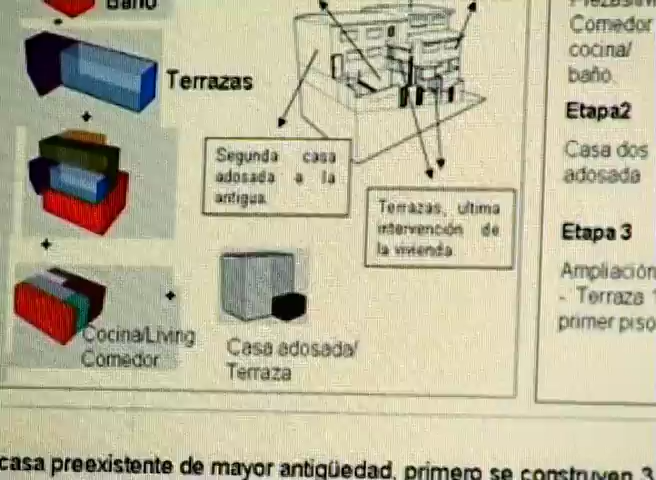 Baño
Terrazas
Segunda casa
adosada a la
antigua.
Terrazas, ultima
intervención de
la vivienda.
Cocina/Living
Comedor
Casa adosada/
Terraza
Comedor
cocina/
baño.
Etapa2
Casa dos
adosada
Etapa 3
Ampliación
- Terraza 1
primer piso
casa preexistente de mayor antigüedad, primero se construyen 3